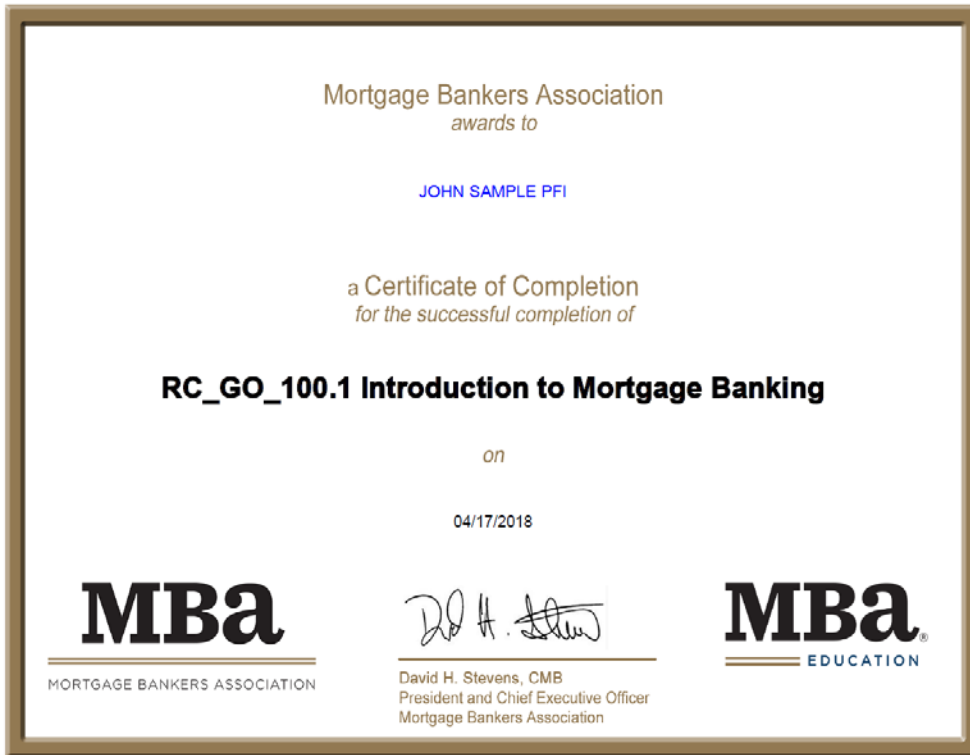 Mortgage Bankers Association
awards to
JOHN SAMPLE PFI
a Certificate of Completion
for the successful completion of
RC_GO_100.1 Introduction to Mortgage Banking
on
04/17/2018
MBa
MORTGAGE BANKERS ASSOCIATION
David H. Stevens, CMB
President and Chief Executive Officer
Mortgage Bankers Association
MBa®
EDUCATION